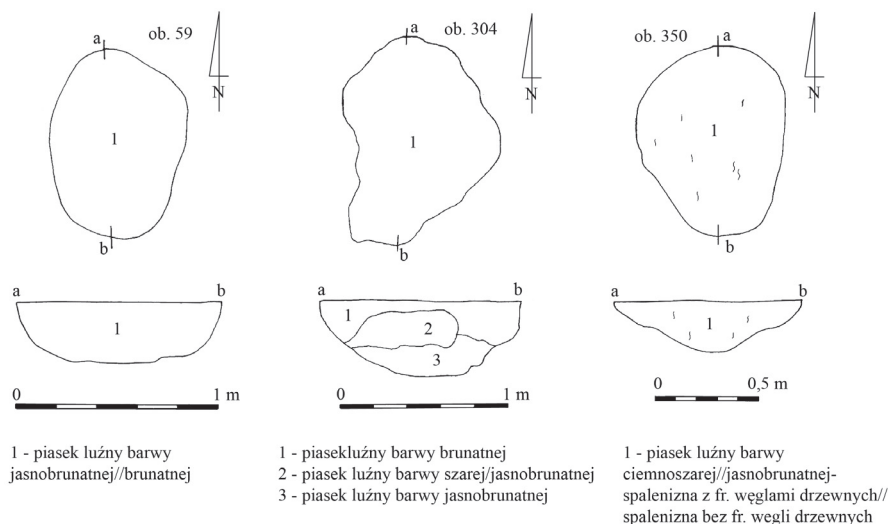 ob. 59
a
N
1
b
a
b
1
0
1 m
1 - piasek luźny barwy
jasnobrunatnej//brunatnej
ob. 304
a
N
1
b
1
2
3
0
1 m
1 - piasekluźny barwy brunatnej
2 - piasek luźny barwy szarej/jasnobrunatnej
3 - piasek luźny barwy jasnobrunatnej
ob. 350
a
N
1
b
a
b
1
0
0,5 m
1 - piasek luźny barwy
ciemnoszarej//jasnobrunatnej-
spalenizna z fr. węglami drzewnych//
spalenizna bez fr. węgli drzewnych